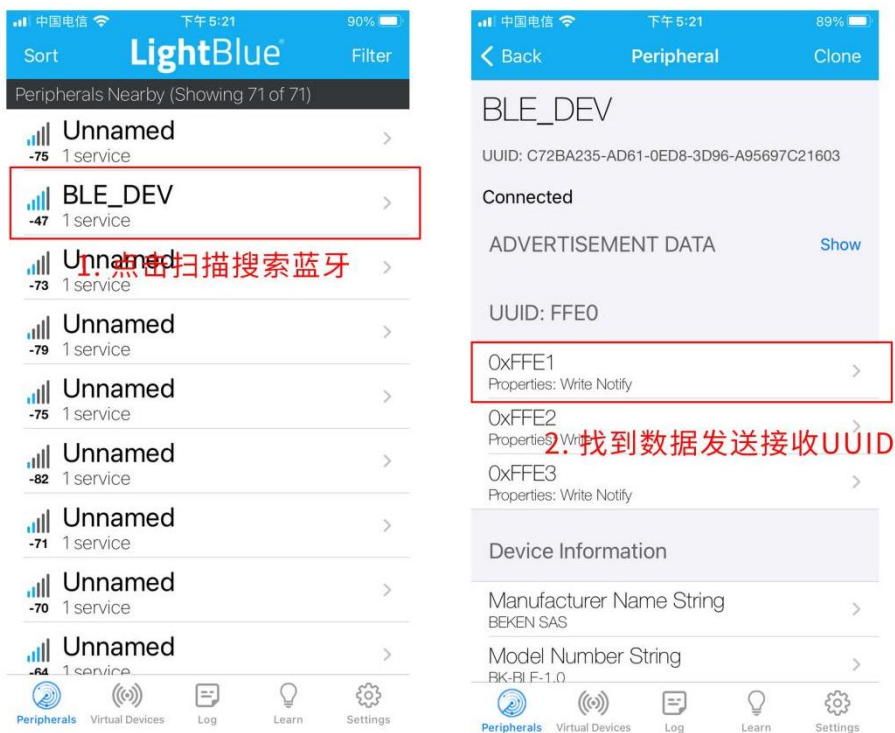 中国电信 下午5:21 90%
Sort LightBlue Filter
Peripherals Nearby (Showing 71 of 71)
Unnamed
-75 1 service
BLE_DEV
-47 1 service
Unnamed
1. 点击扫描搜索蓝牙
-73 1 service
Unnamed
-79 1 service
Unnamed
-75 1 service
Unnamed
-82 1 service
Unnamed
-71 1 service
Unnamed
-70 1 service
Unnamed
-64 1 service
Peripherals Virtual Devices Log Learn Settings
中国电信 下午5:21 89%
Back Peripheral Clone
BLE_DEV
UUID: C72BA235-AD61-0ED8-3D96-A95697C21603
Connected
ADVERTISEMENT DATA Show
UUID: FFE0
0xFFE1
Properties: Write Notify
0xFFE2
Properties: Write
2. 找到数据发送接收UUID
0xFFE3
Properties: Write Notify
Device Information
Manufacturer Name String
BEKEN SAS
Model Number String
BK-BLE-1.0
Peripherals Virtual Devices Log Learn Settings